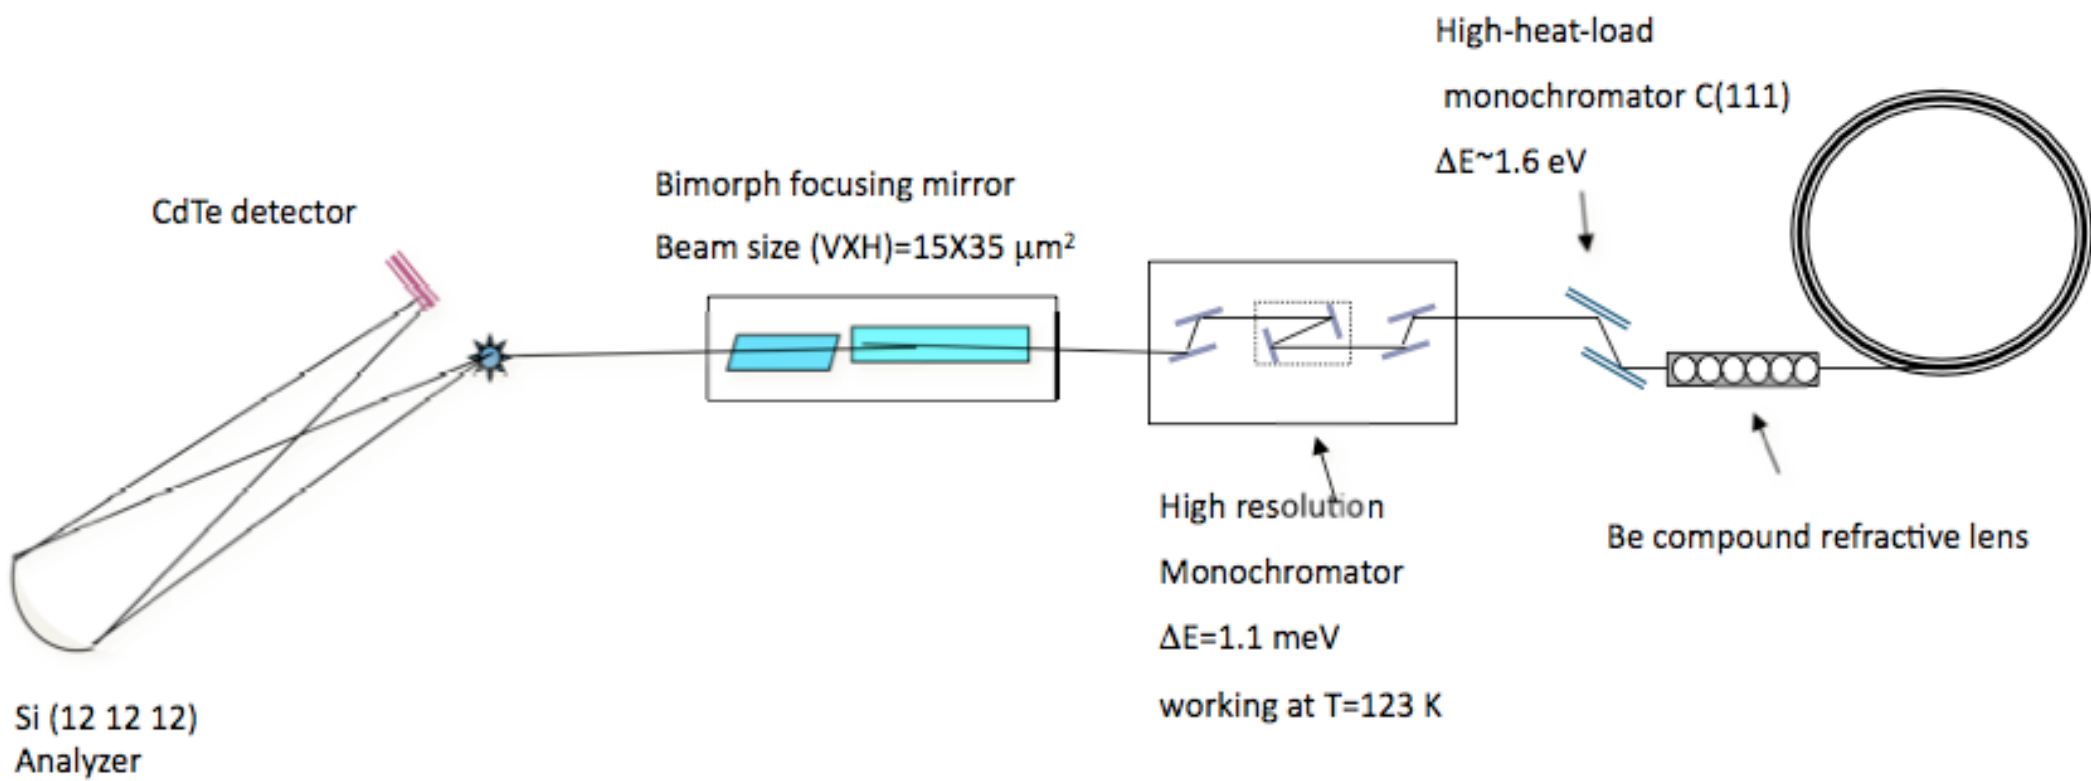 High-heat-load
monochromator C(111)
ΔE~1.6 eV
Bimorph focusing mirror
Beam size (VXH)=15X35 μm²
CdTe detector
High resolution
Monochromator
ΔE=1.1 meV
working at T=123 K
Be compound refractive lens
Si (12 12 12)
Analyzer